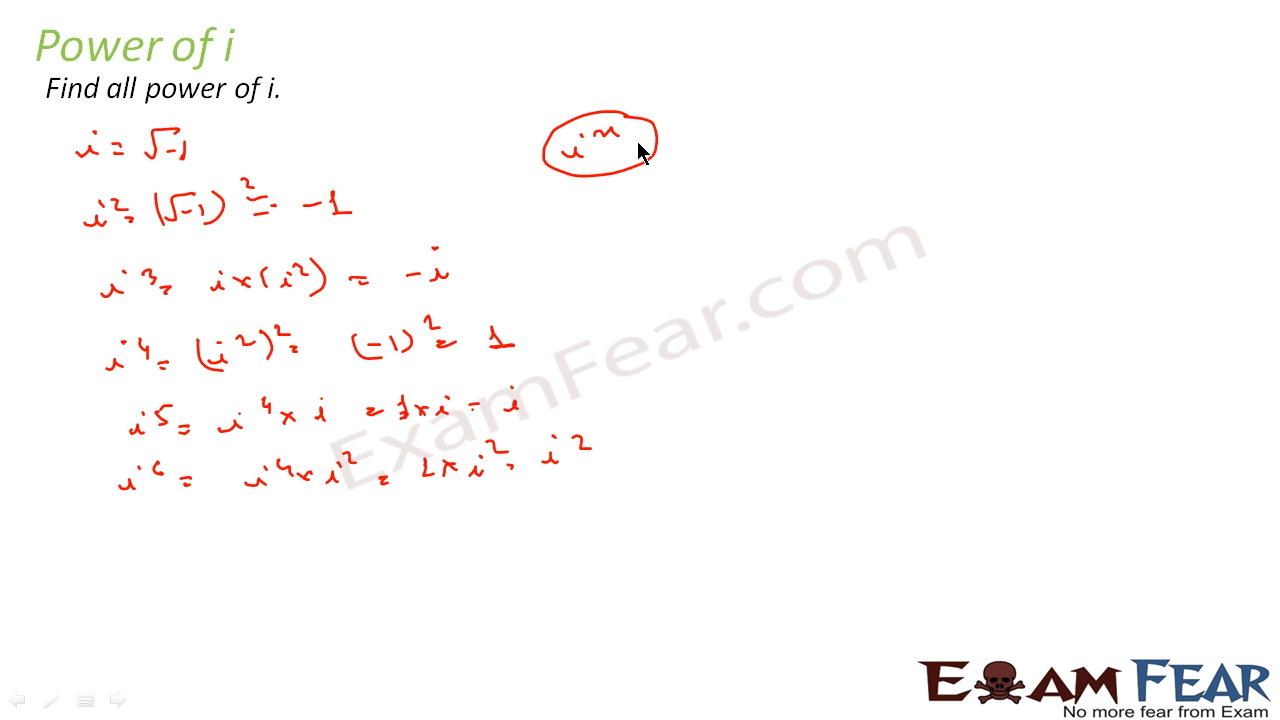 Power of i
Find all power of i.
i = √-1
iⁿ
i² = (√-1)² = -1
i³ = i × (i²) = -i
i⁴ = (i²)² = (-1)² = 1
i⁵ = i⁴ × i = 1 × i = i
i⁶ = i⁴ × i² = 1 × i² = i²
ExamFear.com
EXAM FEAR
No more fear from Exam